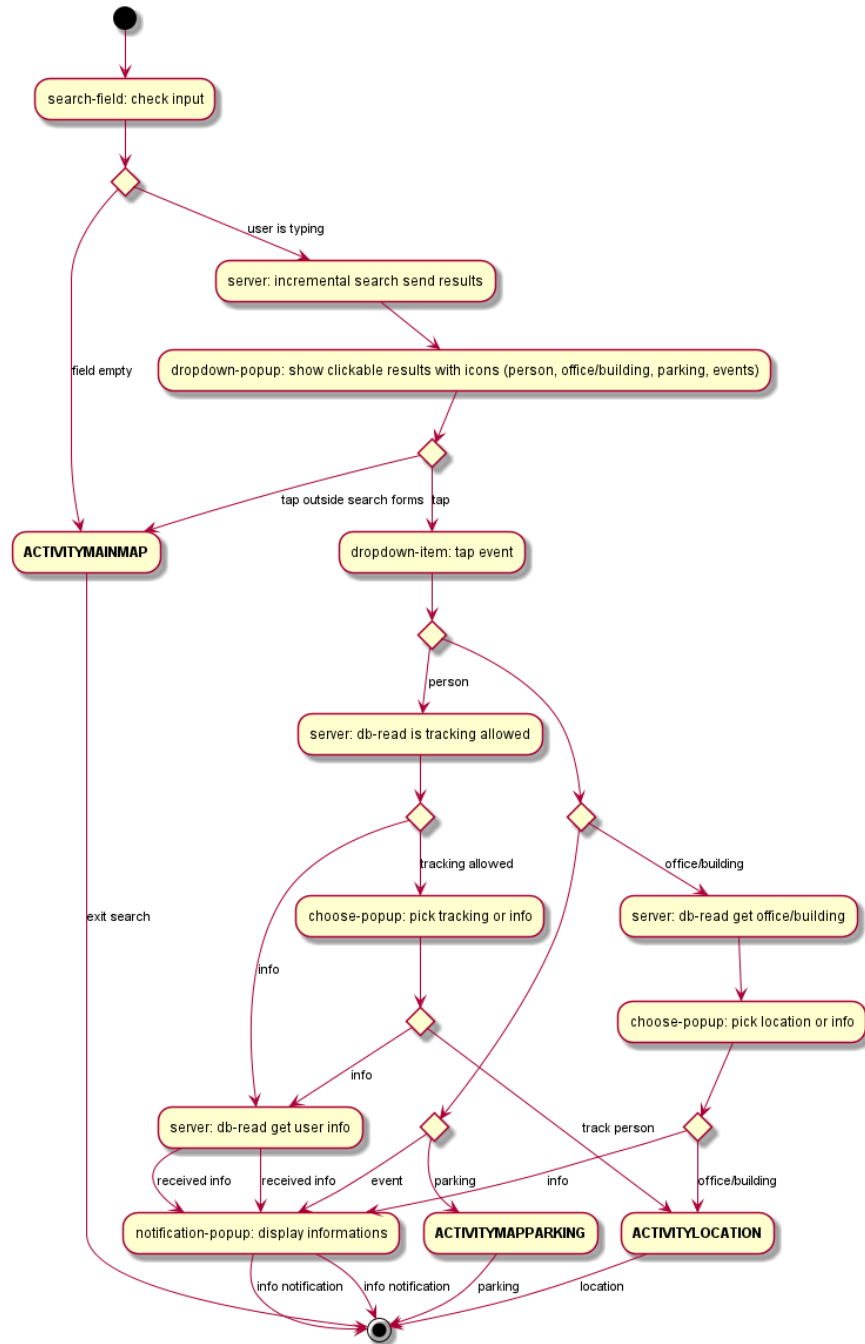 search-field: check input
user is typing
server: incremental search send results
dropdown-popup: show clickable results with icons (person, office/building, parking, events)
field empty
tap outside search forms
tap
ACTIVITYMAINMAP
dropdown-item: tap event
person
server: db-read is tracking allowed
tracking allowed
office/building
exit search
choose-popup: pick tracking or info
server: db-read get office/building
info
choose-popup: pick location or info
info
server: db-read get user info
track person
received info
received info
event
parking
info
office/building
notification-popup: display informations
ACTIVITYMAPPARKING
ACTIVITYLOCATION
info notification
info notification
parking
location